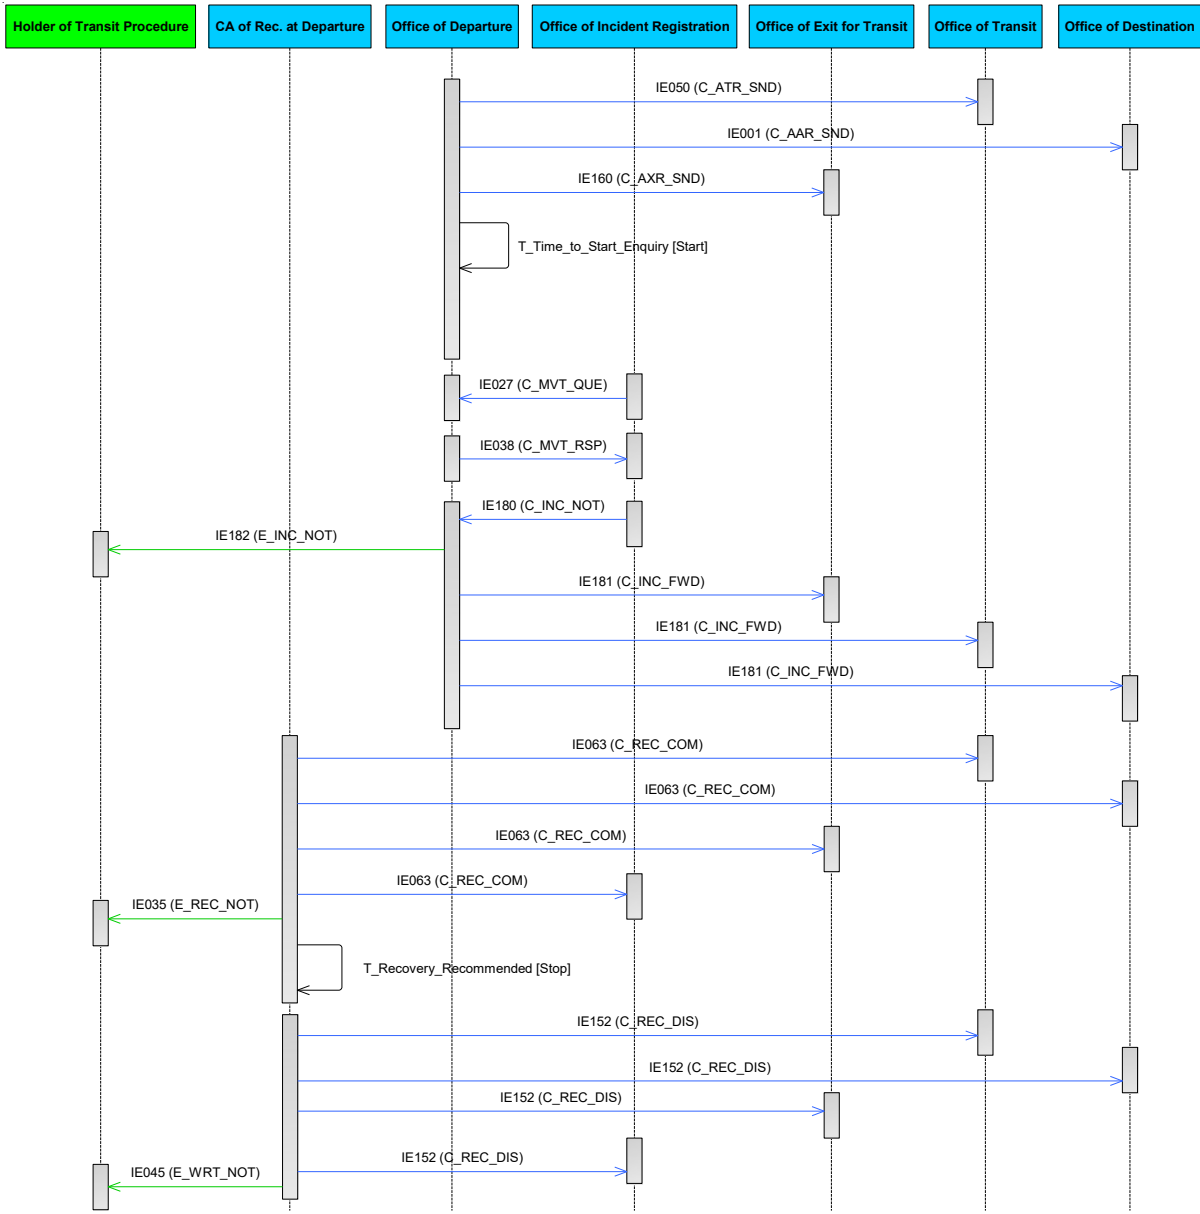 Holder of Transit Procedure
CA of Rec. at Departure
Office of Departure
Office of Incident Registration
Office of Exit for Transit
Office of Transit
Office of Destination
IE050 (C_ATR_SND)
IE001 (C_AAR_SND)
IE160 (C_AXR_SND)
T_Time_to_Start_Enquiry [Start]
IE027 (C_MVT_QUE)
IE038 (C_MVT_RSP)
IE180 (C_INC_NOT)
IE182 (E_INC_NOT)
IE181 (C_INC_FWD)
IE181 (C_INC_FWD)
IE181 (C_INC_FWD)
IE063 (C_REC_COM)
IE063 (C_REC_COM)
IE063 (C_REC_COM)
IE063 (C_REC_COM)
IE035 (E_REC_NOT)
T_Recovery_Recommended [Stop]
IE152 (C_REC_DIS)
IE152 (C_REC_DIS)
IE152 (C_REC_DIS)
IE152 (C_REC_DIS)
IE045 (E_WRT_NOT)